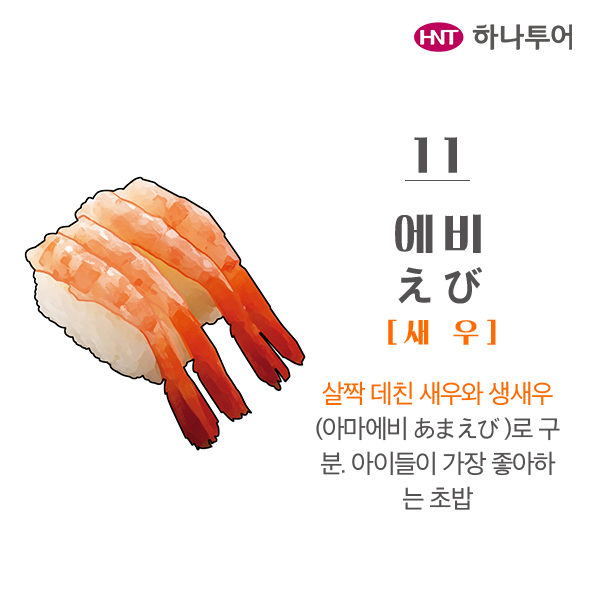 HNT 하나투어
11
에비
えび
[새 우]
살짝 데친 새우와 생새우
(아마에비 あまえび )로 구
분. 아이들이 가장 좋아하
는 초밥